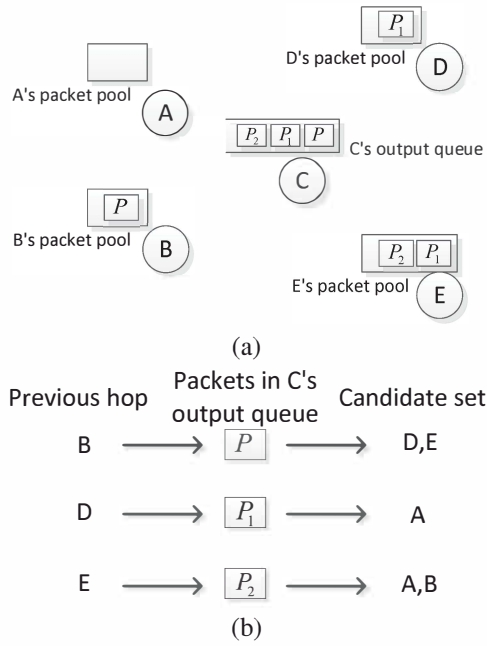 P₁
D's packet pool
D
A's packet pool
A
P₂ P₁ P
C's output queue
C
P
B's packet pool
B
P₂ P₁
E's packet pool
E
(a)
Previous hop
Packets in C's
output queue
Candidate set
B P D,E
D P₁ A
E P₂ A,B
(b)